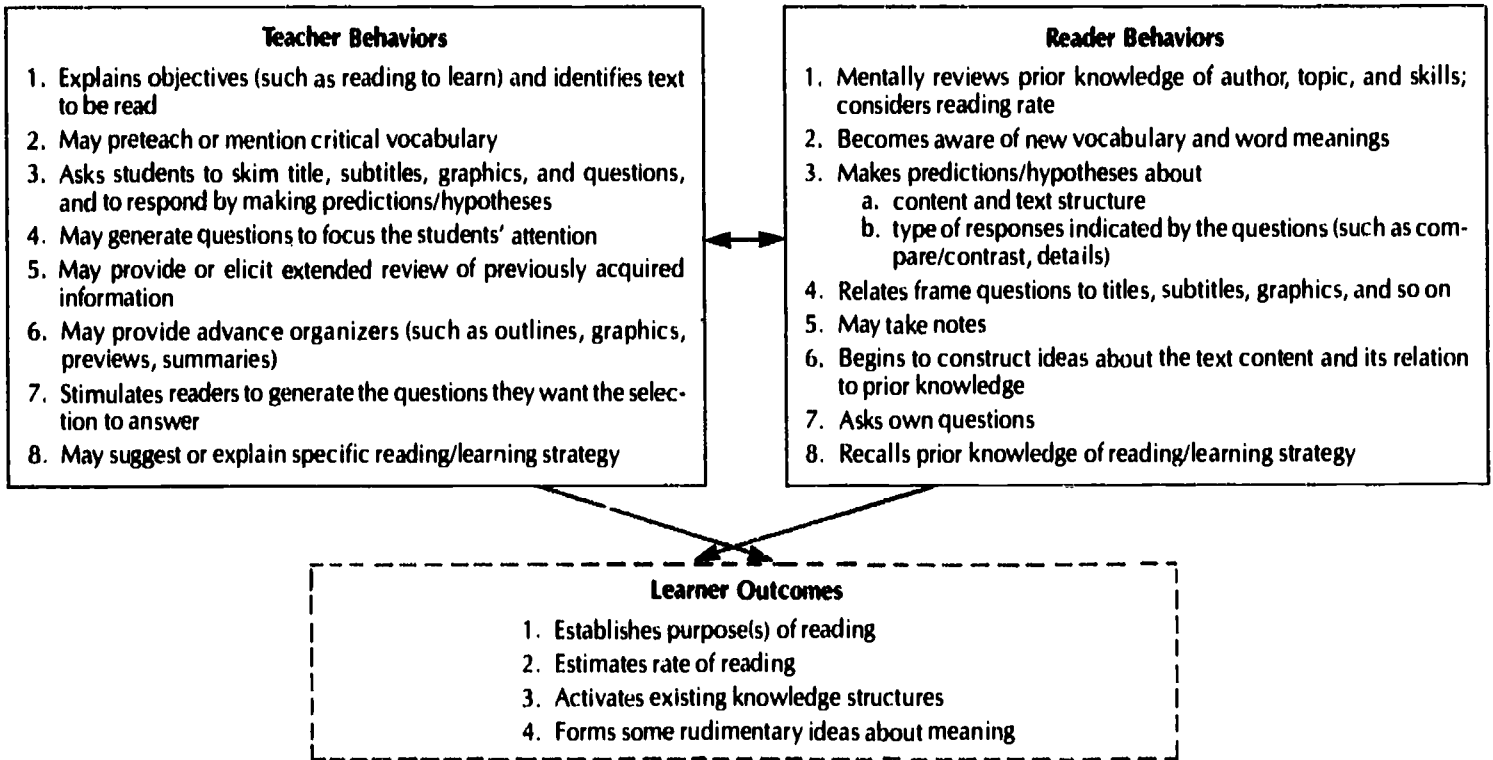 Teacher Behaviors
1. Explains objectives (such as reading to learn) and identifies text
to be read
2. May preteach or mention critical vocabulary
3. Asks students to skim title, subtitles, graphics, and questions,
and to respond by making predictions/hypotheses
4. May generate questions to focus the students' attention
5. May provide or elicit extended review of previously acquired
information
6. May provide advance organizers (such as outlines, graphics,
previews, summaries)
7. Stimulates readers to generate the questions they want the selec-
tion to answer
8. May suggest or explain specific reading/learning strategy
Reader Behaviors
1. Mentally reviews prior knowledge of author, topic, and skills;
considers reading rate
2. Becomes aware of new vocabulary and word meanings
3. Makes predictions/hypotheses about
a. content and text structure
b. type of responses indicated by the questions (such as com-
pare/contrast, details)
4. Relates frame questions to titles, subtitles, graphics, and so on
5. May take notes
6. Begins to construct ideas about the text content and its relation
to prior knowledge
7. Asks own questions
8. Recalls prior knowledge of reading/learning strategy
Learner Outcomes
1. Establishes purpose(s) of reading
2. Estimates rate of reading
3. Activates existing knowledge structures
4. Forms some rudimentary ideas about meaning